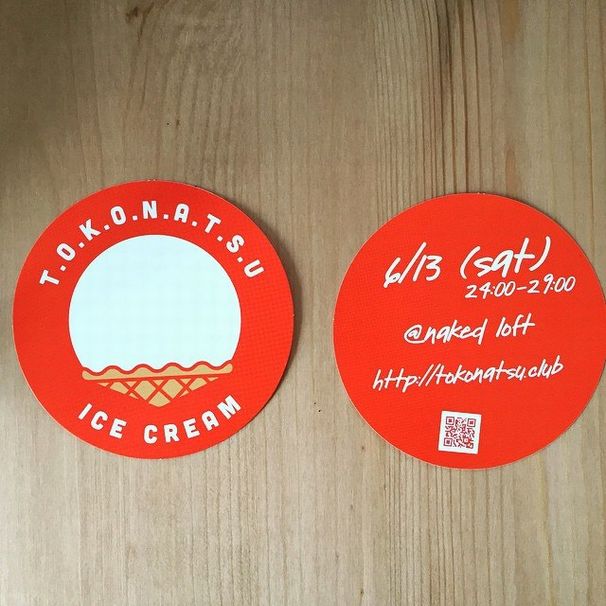 T.O.K.O.N.A.T.S.U
ICE CREAM
6/13 (sat)
24:00-29:00
@naked loft
http://tokonatsu.club